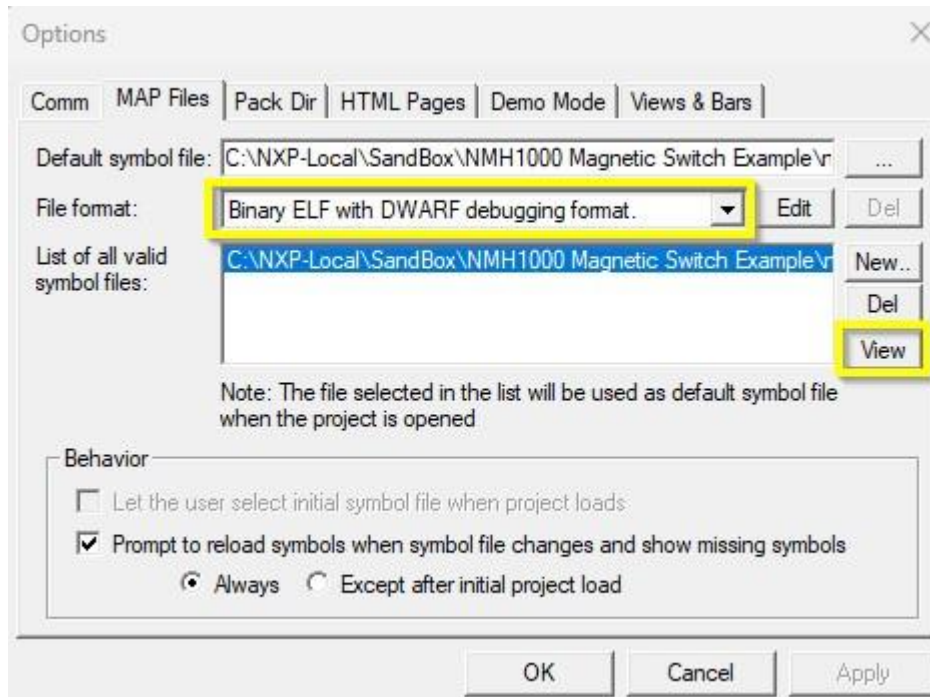 Options
Comm MAP Files Pack Dir HTML Pages Demo Mode Views & Bars
Default symbol file: C:\NXP-Local\SandBox\NMH1000 Magnetic Switch Example\ ...
File format: Binary ELF with DWARF debugging format. Edit Del
List of all valid C:\NXP-Local\SandBox\NMH1000 Magnetic Switch Example\ New..
symbol files:
Del
View
Note: The file selected in the list will be used as default symbol file
when the project is opened
Behavior
Let the user select initial symbol file when project loads
Prompt to reload symbols when symbol file changes and show missing symbols
Always Except after initial project load
OK Cancel Apply